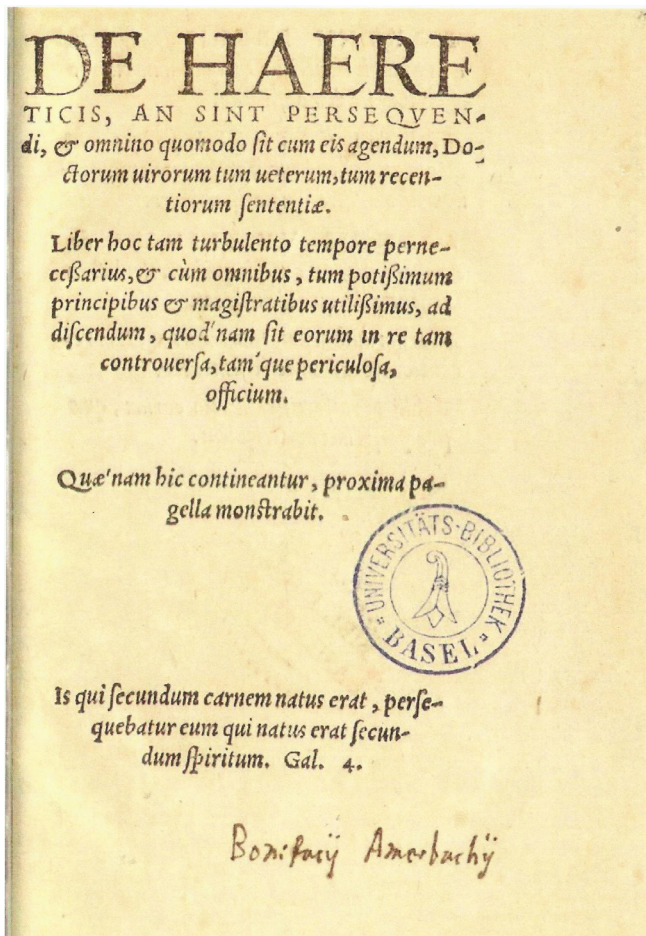 DE HAERE
TICIS, AN SINT PERSEQVEN-
di, & omnino quomodo sit cum eis agendum, Do-
ctorum uirorum tum ueterum, tum recen-
tiorum sententiæ.
Liber hoc tam turbulento tempore perne-
ceßarius, & cùm omnibus, tum potißimum
principibus & magistratibus utilißimus, ad
discendum, quod'nam sit eorum in re tam
controuersa, tam'que periculosa,
officium.
Quæ'nam hic contineantur, proxima pa-
gella monstrabit.
UNIVERSITÄTS-BIBLIOTHEK
BASEL
Is qui secundum carnem natus erat, perse-
quebatur eum qui natus erat secun-
dum spiritum. Gal. 4.
Bonifacij Amerbachij